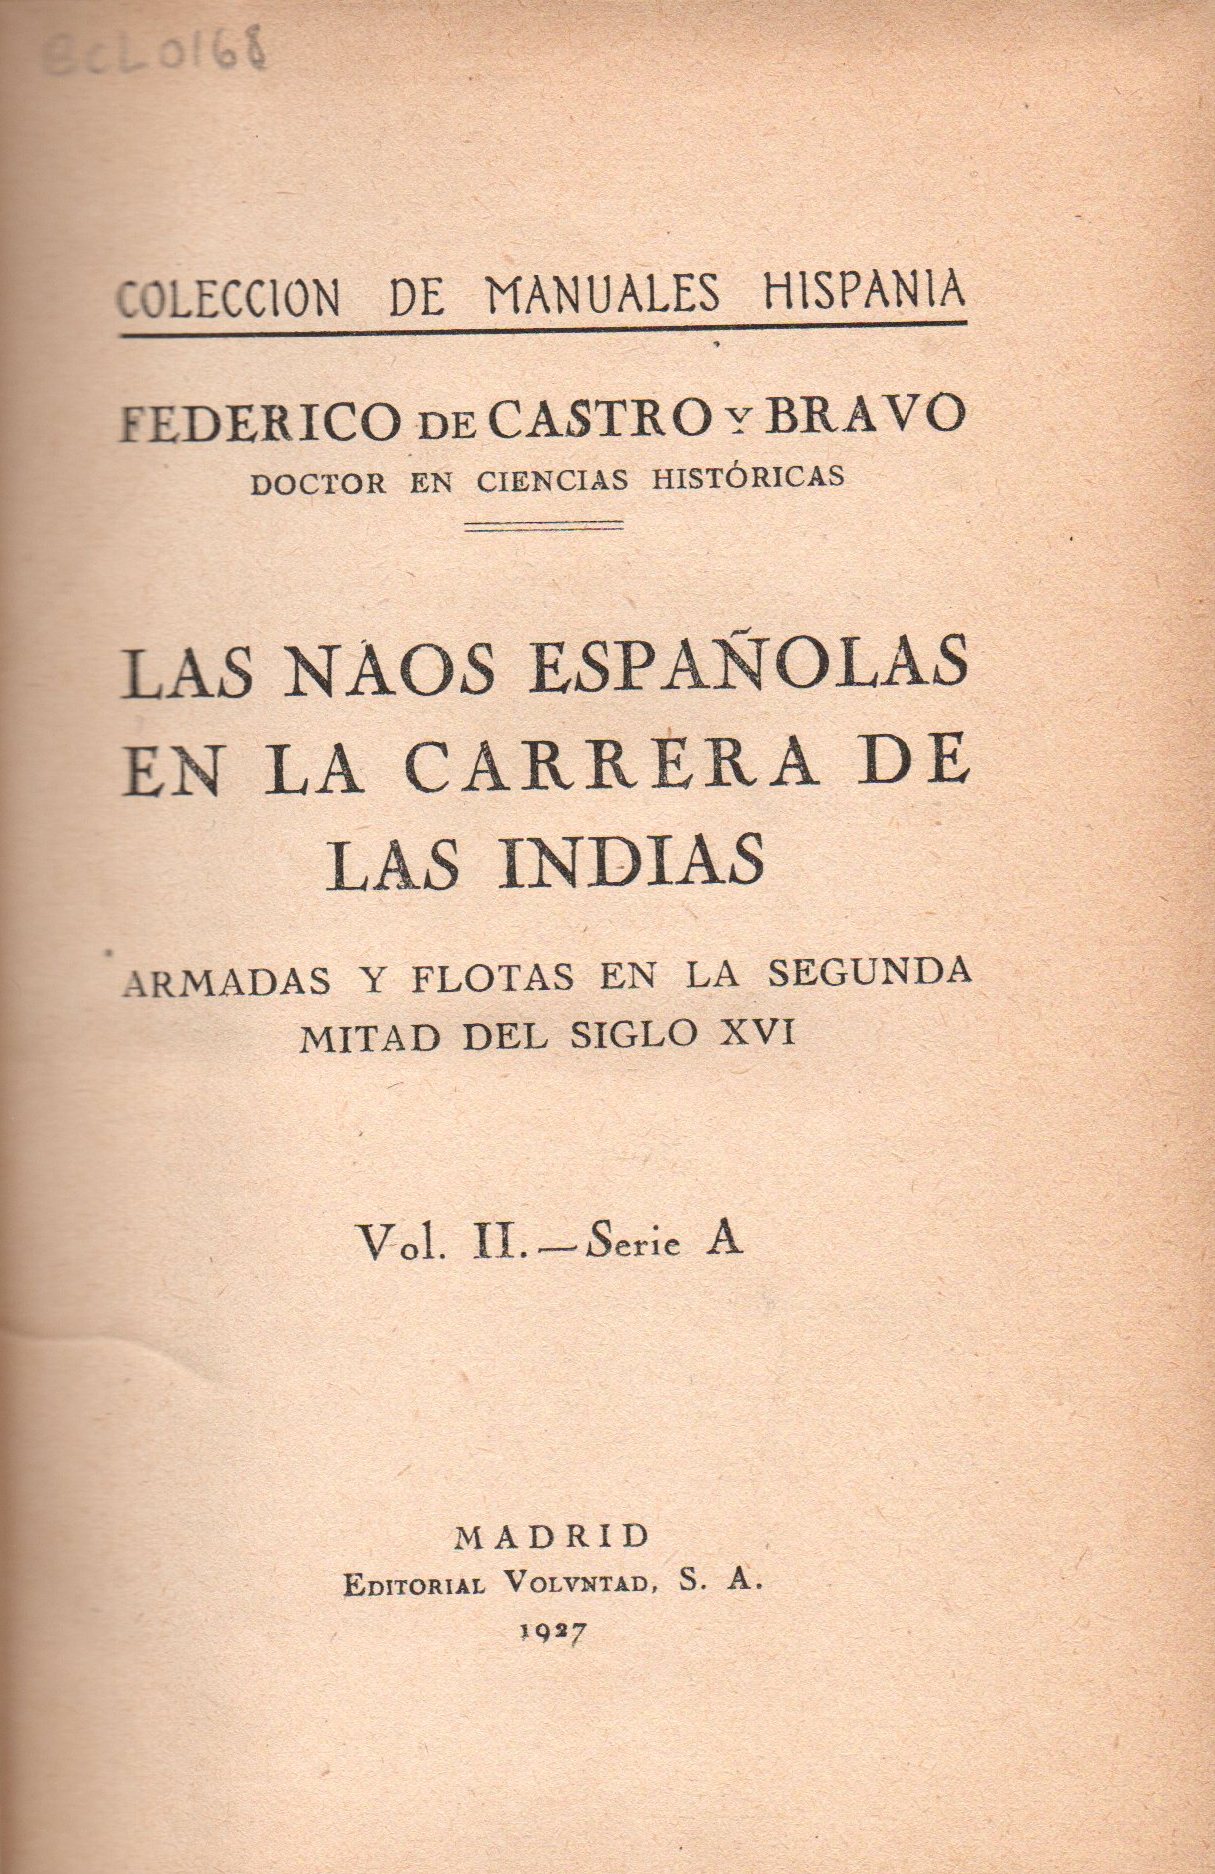 BCL0168
COLECCION DE MANUALES HISPANIA
FEDERICO DE CASTRO Y BRAVO
DOCTOR EN CIENCIAS HISTÓRICAS
LAS NAOS ESPAÑOLAS
EN LA CARRERA DE
LAS INDIAS
ARMADAS Y FLOTAS EN LA SEGUNDA
MITAD DEL SIGLO XVI
Vol. II.—Serie A
MADRID
EDITORIAL VOLVNTAD, S. A.
1927